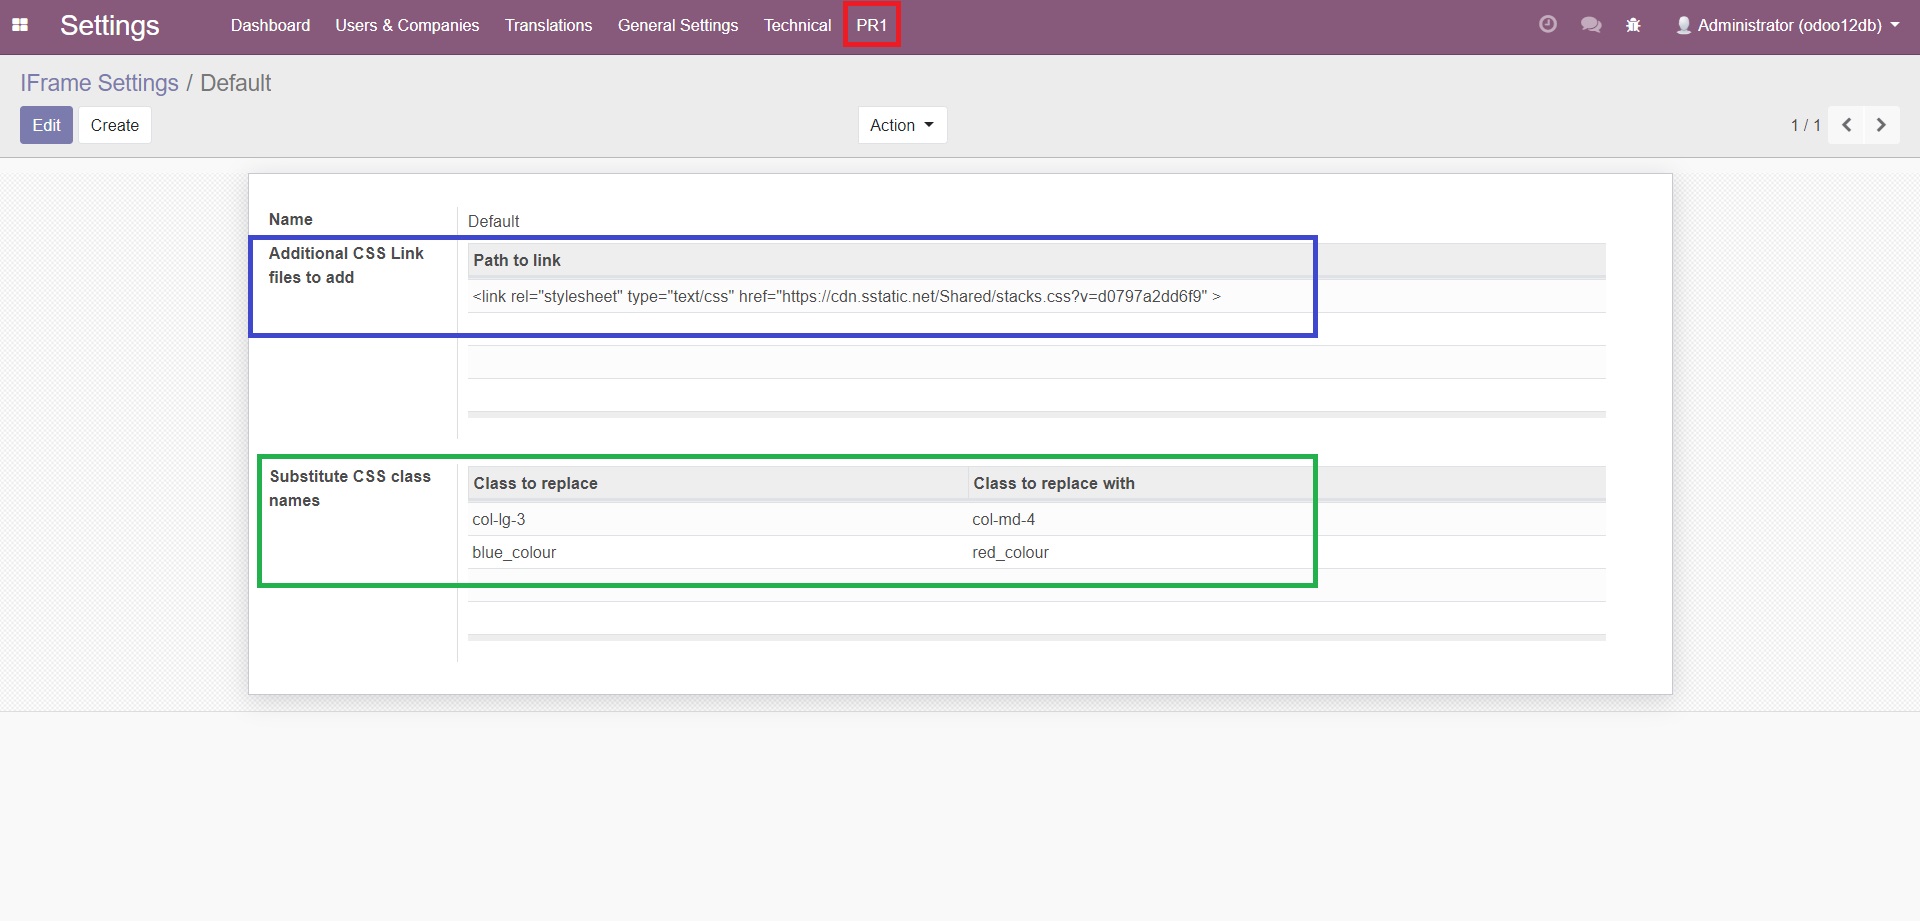 Settings Dashboard Users & Companies Translations General Settings Technical PR1 Administrator (odoo12db)
IFrame Settings / Default
Edit Create Action 1 / 1
Name Default
Additional CSS Link files to add
Path to link
<link rel="stylesheet" type="text/css" href="https://cdn.sstatic.net/Shared/stacks.css?v=d0797a2dd6f9" >
Substitute CSS class names
Class to replace Class to replace with
col-lg-3 col-md-4
blue_colour red_colour